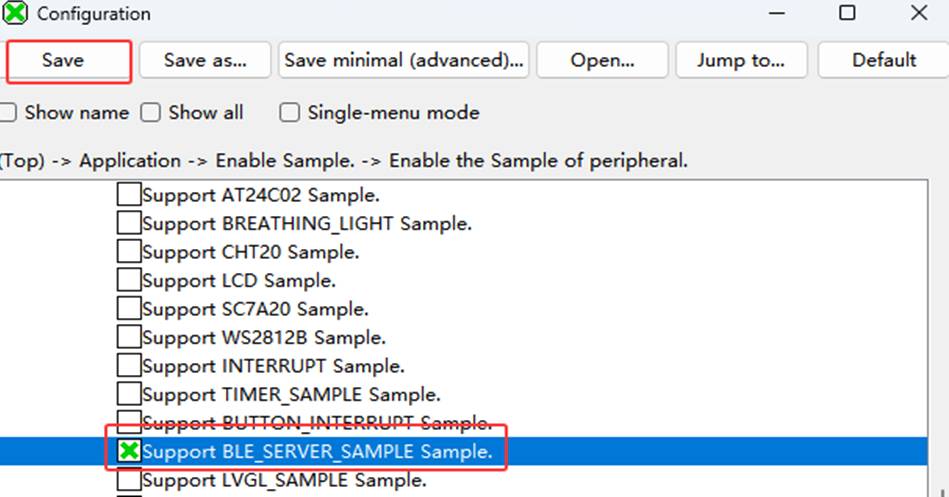 Configuration
Save Save as... Save minimal (advanced)... Open... Jump to... Default
Show name Show all Single-menu mode
(Top) -> Application -> Enable Sample. -> Enable the Sample of peripheral.
Support AT24C02 Sample.
Support BREATHING_LIGHT Sample.
Support CHT20 Sample.
Support LCD Sample.
Support SC7A20 Sample.
Support WS2812B Sample.
Support INTERRUPT Sample.
Support TIMER_SAMPLE Sample.
Support BUTTON_INTERRUPT Sample.
Support BLE_SERVER_SAMPLE Sample.
Support LVGL_SAMPLE Sample.